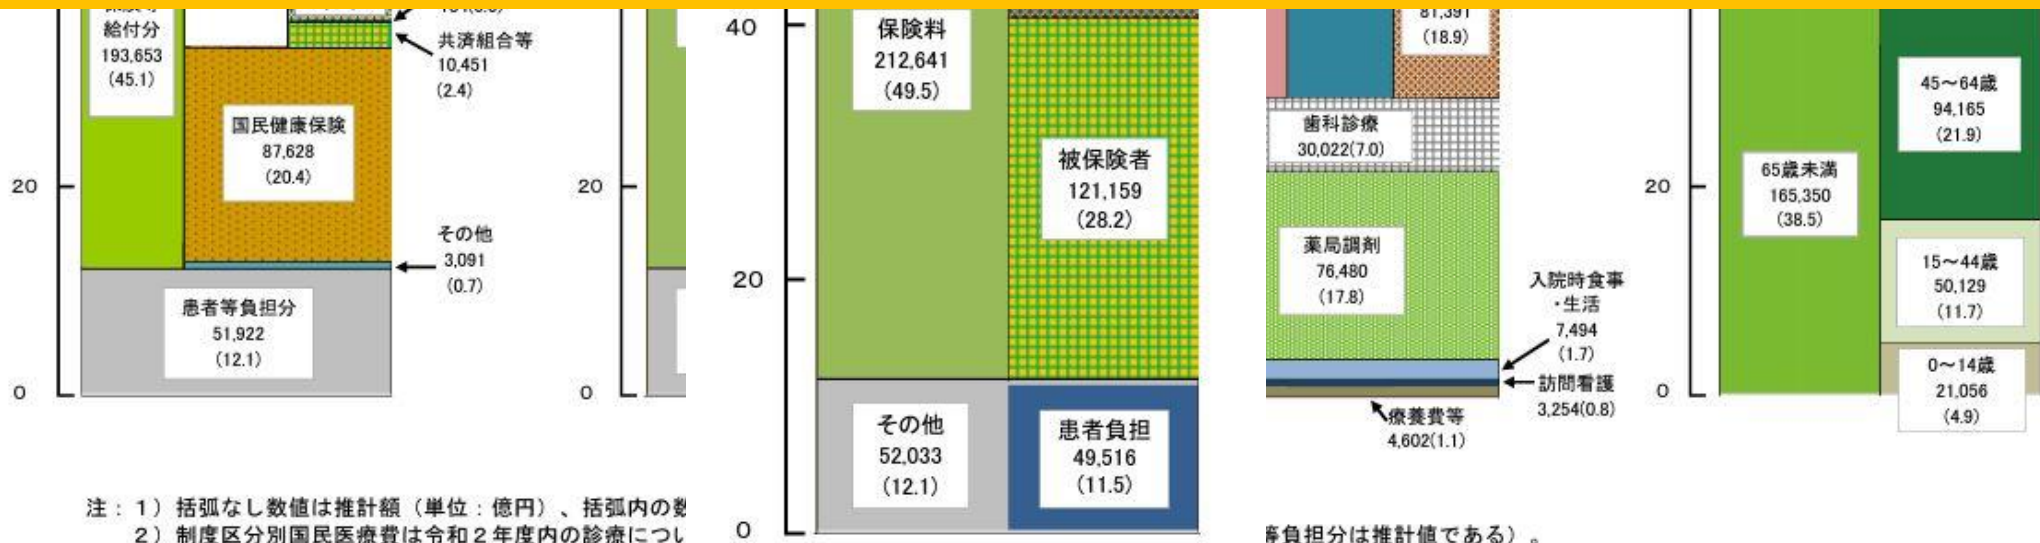 給付分
193,653
(45.1)
共済組合等
10,451
(2.4)
国民健康保険
87,628
(20.4)
20
その他
3,091
(0.7)
患者等負担分
51,922
(12.1)
0
20
0
40
保険料
212,641
(49.5)
被保険者
121,159
(28.2)
20
その他
52,033
(12.1)
患者負担
49,516
(11.5)
0
81,391
(18.9)
歯科診療
30,022(7.0)
薬局調剤
76,480
(17.8)
入院時食事
・生活
7,494
(1.7)
訪問看護
3,254(0.8)
療養費等
4,602(1.1)
20
0
45～64歳
94,165
(21.9)
65歳未満
165,350
(38.5)
15～44歳
50,129
(11.7)
0～14歳
21,056
(4.9)
注：1）括弧なし数値は推計額（単位：億円）、括弧内の数
2）制度区分別国民医療費は令和2年度内の診療につい
等負担分は推計値である）。